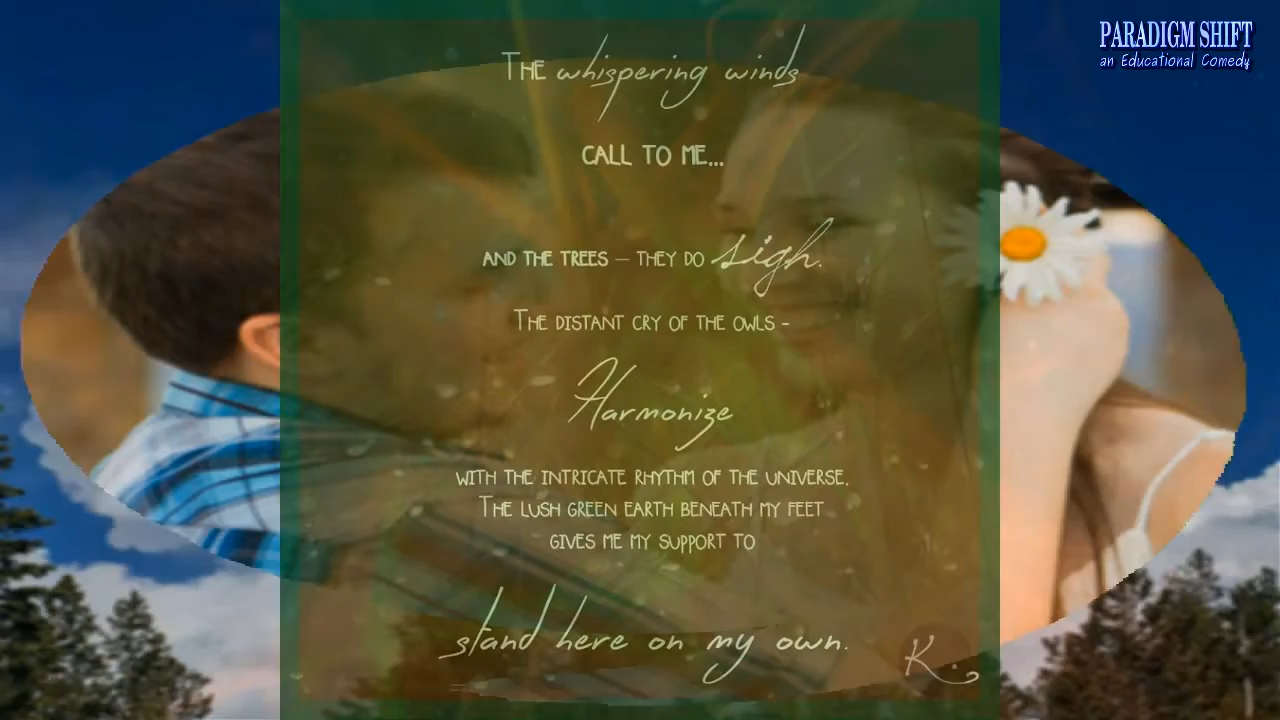 PARADIGM SHIFT
an Educational Comedy
The whispering winds
CALL TO ME...
AND THE TREES – THEY DO sigh.
THE DISTANT CRY OF THE OWLS -
Harmonize
WITH THE INTRICATE RHYTHM OF THE UNIVERSE.
THE LUSH GREEN EARTH BENEATH MY FEET
GIVES ME MY SUPPORT TO
stand here on my own.
K.